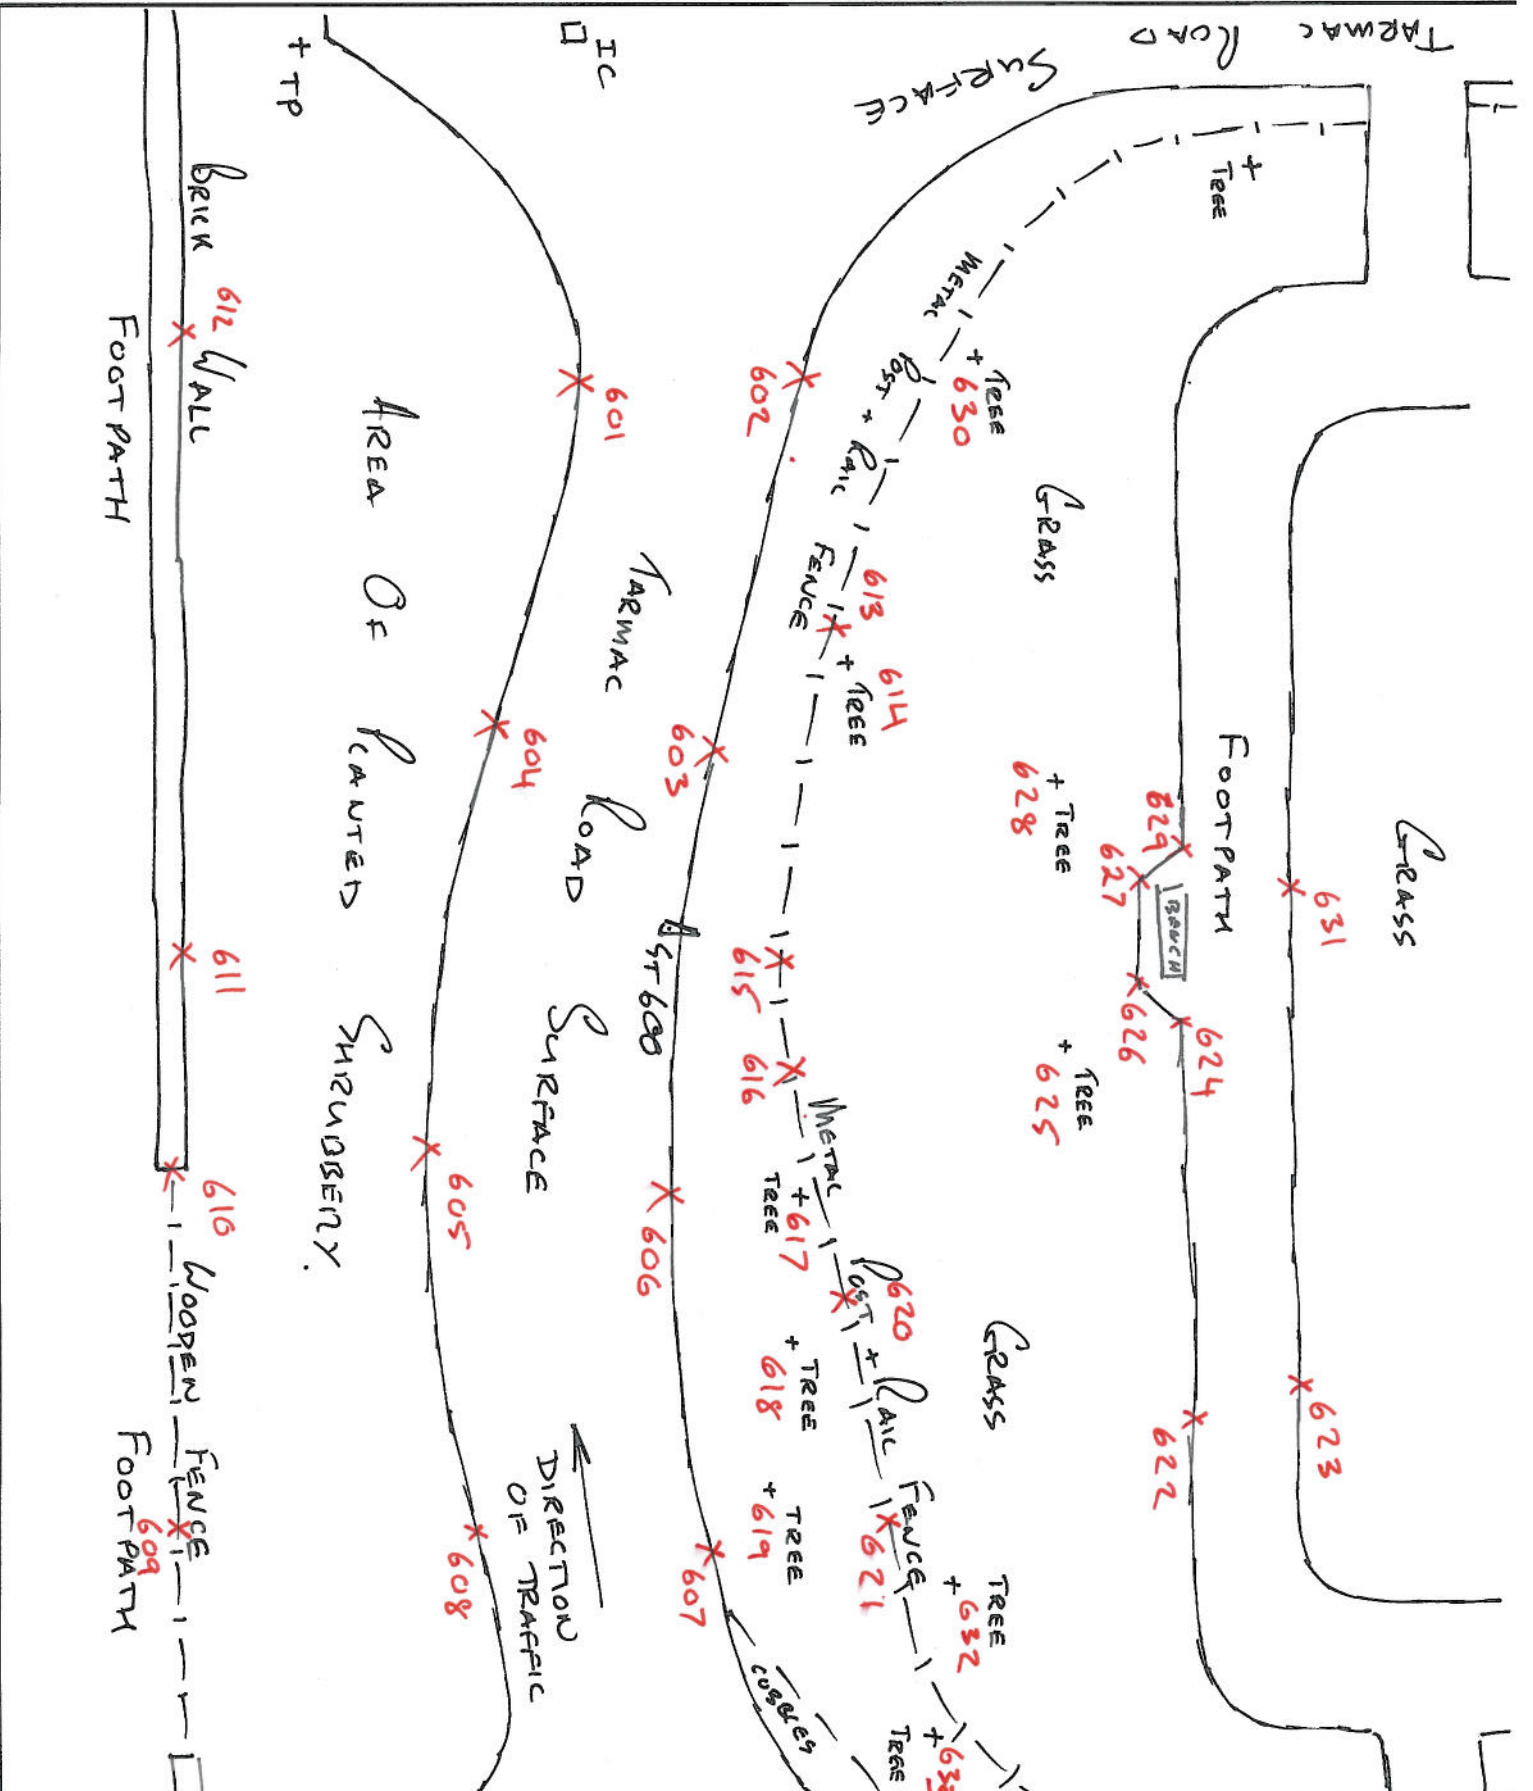 TARMAC
ROAD
SURFACE
IC
+ TP
+
TREE
BRICK WALL
612
FOOTPATH
601
602
METAL POST + RAIL FENCE
+ TREE
630
613
614
+ TREE
GRASS
AREA OF PLANTED SHRUBBERY.
TARMAC ROAD SURFACE
604
603
+ TREE
628
FOOTPATH
GRASS
629
627
BENCH
631
626
624
ST600
615
616
611
+ TREE
625
610
605
606
METAL POST + RAIL FENCE
+ 617
TREE
620
+ TREE
618
+ TREE
619
GRASS
622
623
WOODEN FENCE
FOOTPATH
609
DIRECTION
OF TRAFFIC
608
607
621
TREE
+ 632
COBBLES
+
TREE